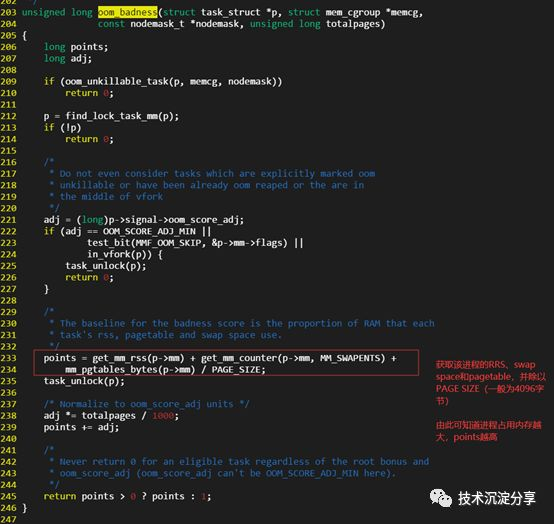 202 */
203 unsigned long oom_badness(struct task_struct *p, struct mem_cgroup *memcg,
204 const nodemask_t *nodemask, unsigned long totalpages)
205 {
206 long points;
207 long adj;
208
209 if (oom_unkillable_task(p, memcg, nodemask))
210 return 0;
211
212 p = find_lock_task_mm(p);
213 if (!p)
214 return 0;
215
216 /*
217 * Do not even consider tasks which are explicitly marked oom
218 * unkillable or have been already oom reaped or the are in
219 * the middle of vfork
220 */
221 adj = (long)p->signal->oom_score_adj;
222 if (adj == OOM_SCORE_ADJ_MIN ||
223 test_bit(MMF_OOM_SKIP, &p->mm->flags) ||
224 in_vfork(p)) {
225 task_unlock(p);
226 return 0;
227 }
228
229 /*
230 * The baseline for the badness score is the proportion of RAM that each
231 * task's rss, pagetable and swap space use.
232 */
233 points = get_mm_rss(p->mm) + get_mm_counter(p->mm, MM_SWAPENTS) +
234 mm_pgtables_bytes(p->mm) / PAGE_SIZE;
235 task_unlock(p);
236
237 /* Normalize to oom_score_adj units */
238 adj *= totalpages / 1000;
239 points += adj;
240
241 /*
242 * Never return 0 for an eligible task regardless of the root bonus and
243 * oom_score_adj (oom_score_adj can't be OOM_SCORE_ADJ_MIN here).
244 */
245 return points > 0 ? points : 1;
246 }
247
获取该进程的RRS、swap
space和pagetable，并除以
PAGE SIZE（一般为4096字
节）
由此可知道进程占用内存越
大，points越高
技术沉淀分享